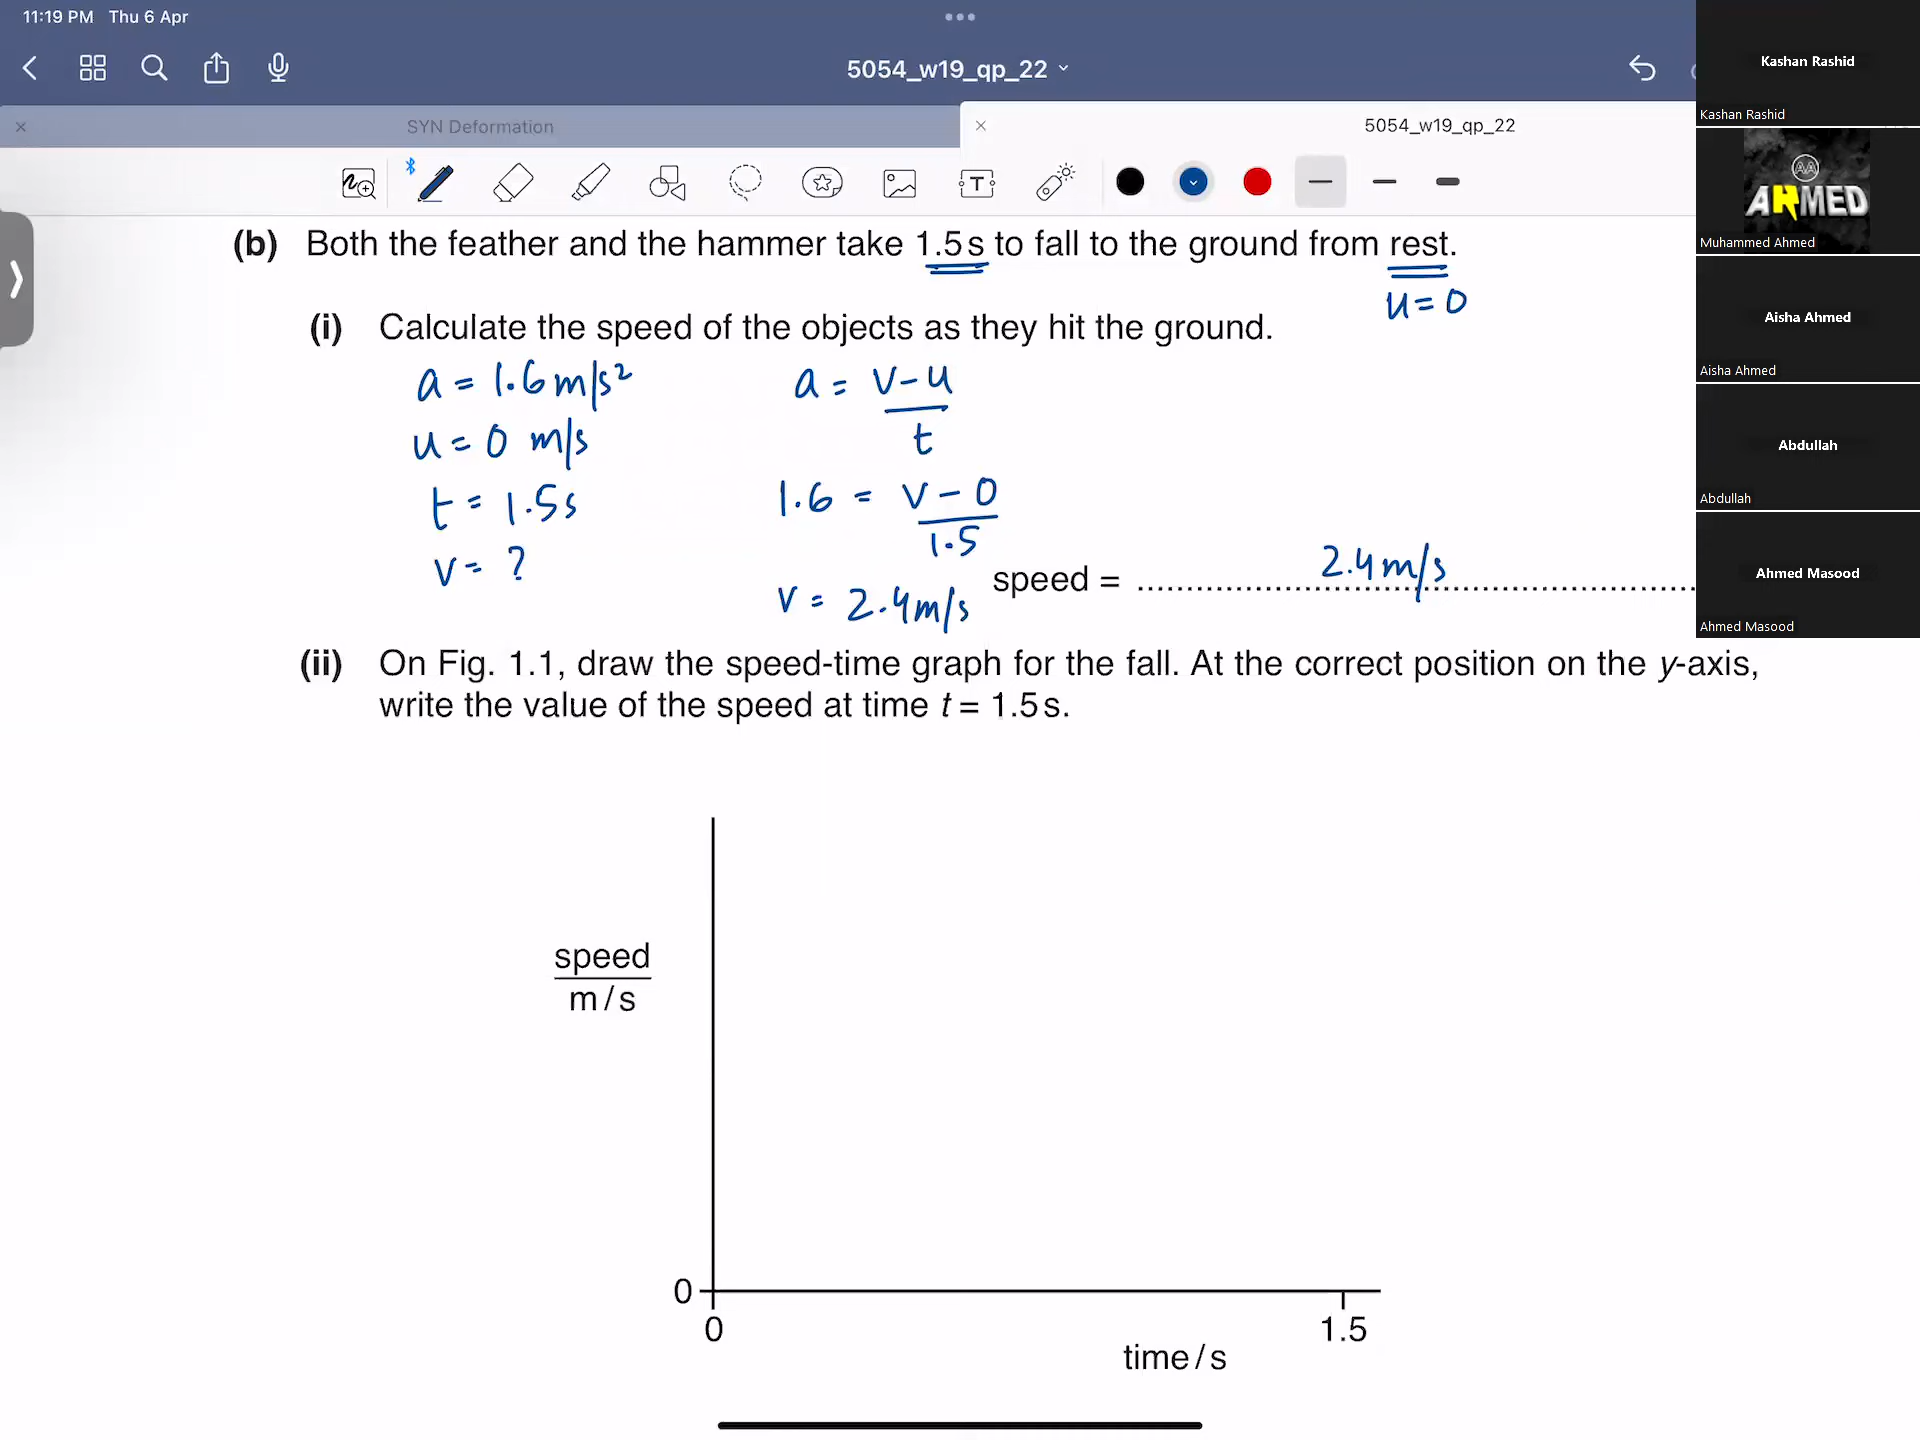 11:19 PM Thu 6 Apr
5054_w19_qp_22
SYN Deformation
5054_w19_qp_22
T
Kashan Rashid
Kashan Rashid
AA
AHMED
Muhammed Ahmed
Aisha Ahmed
Aisha Ahmed
Abdullah
Abdullah
Ahmed Masood
Ahmed Masood
(b) Both the feather and the hammer take 1.5 s to fall to the ground from rest.
u = 0
(i) Calculate the speed of the objects as they hit the ground.
a = 1.6 m/s²
u = 0 m/s
t = 1.5 s
v = ?
a = v - u
t
1.6 = v - 0
1.5
v = 2.4 m/s
speed = ........ 2.4 m/s ........
(ii) On Fig. 1.1, draw the speed-time graph for the fall. At the correct position on the y-axis,
write the value of the speed at time t = 1.5 s.
speed
m / s
0
0
1.5
time / s